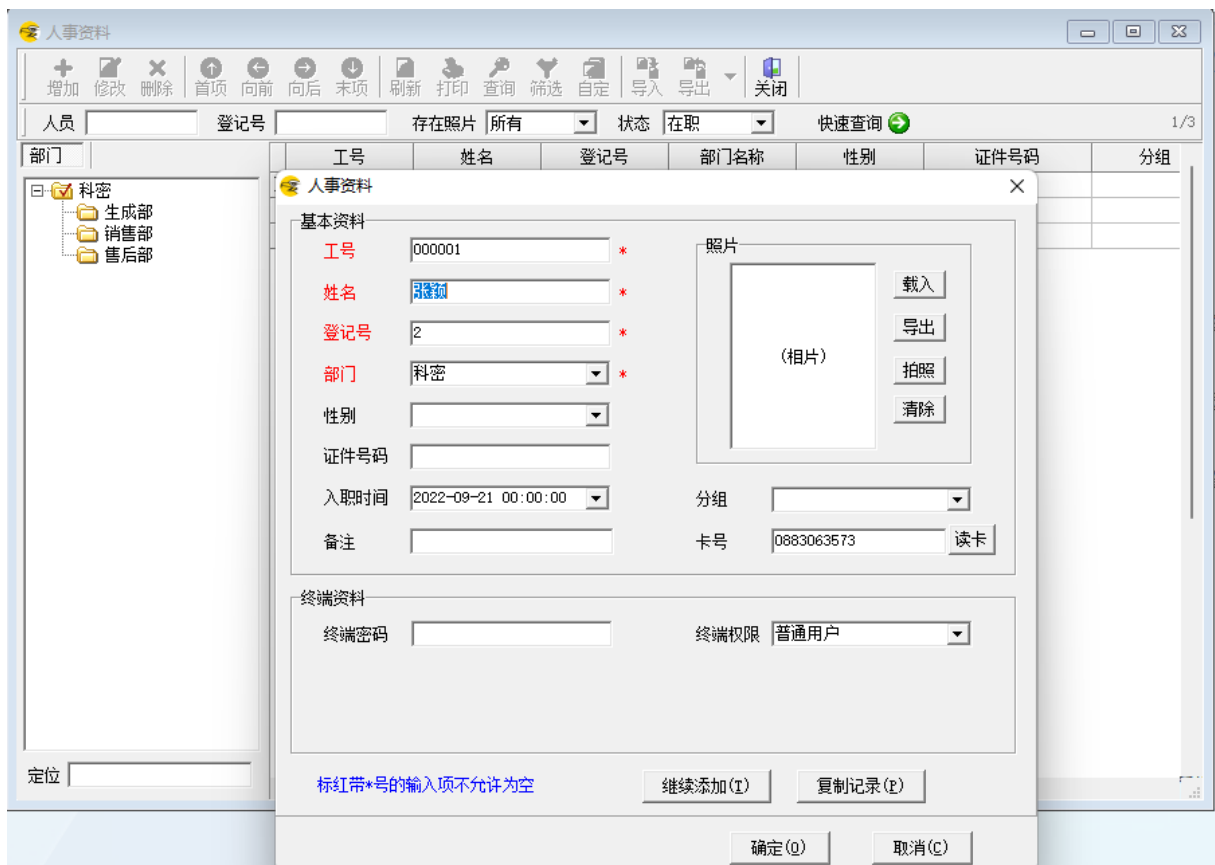 人事资料
增加 修改 删除 首项 向前 向后 末项 刷新 打印 查询 筛选 自定 导入 导出 关闭
人员 登记号 存在照片 所有 状态 在职 快速查询 1/3
部门 工号 姓名 登记号 部门名称 性别 证件号码 分组
科密
生成部
销售部
售后部
定位
人事资料
基本资料
工号 000001 *
姓名 张颖 *
登记号 2 *
部门 科密 *
性别
证件号码
入职时间 2022-09-21 00:00:00
备注
照片
(相片)
载入
导出
拍照
清除
分组
卡号 0883063573 读卡
终端资料
终端密码 终端权限 普通用户
标红带*号的输入项不允许为空 继续添加(T) 复制记录(P)
确定(O) 取消(C)